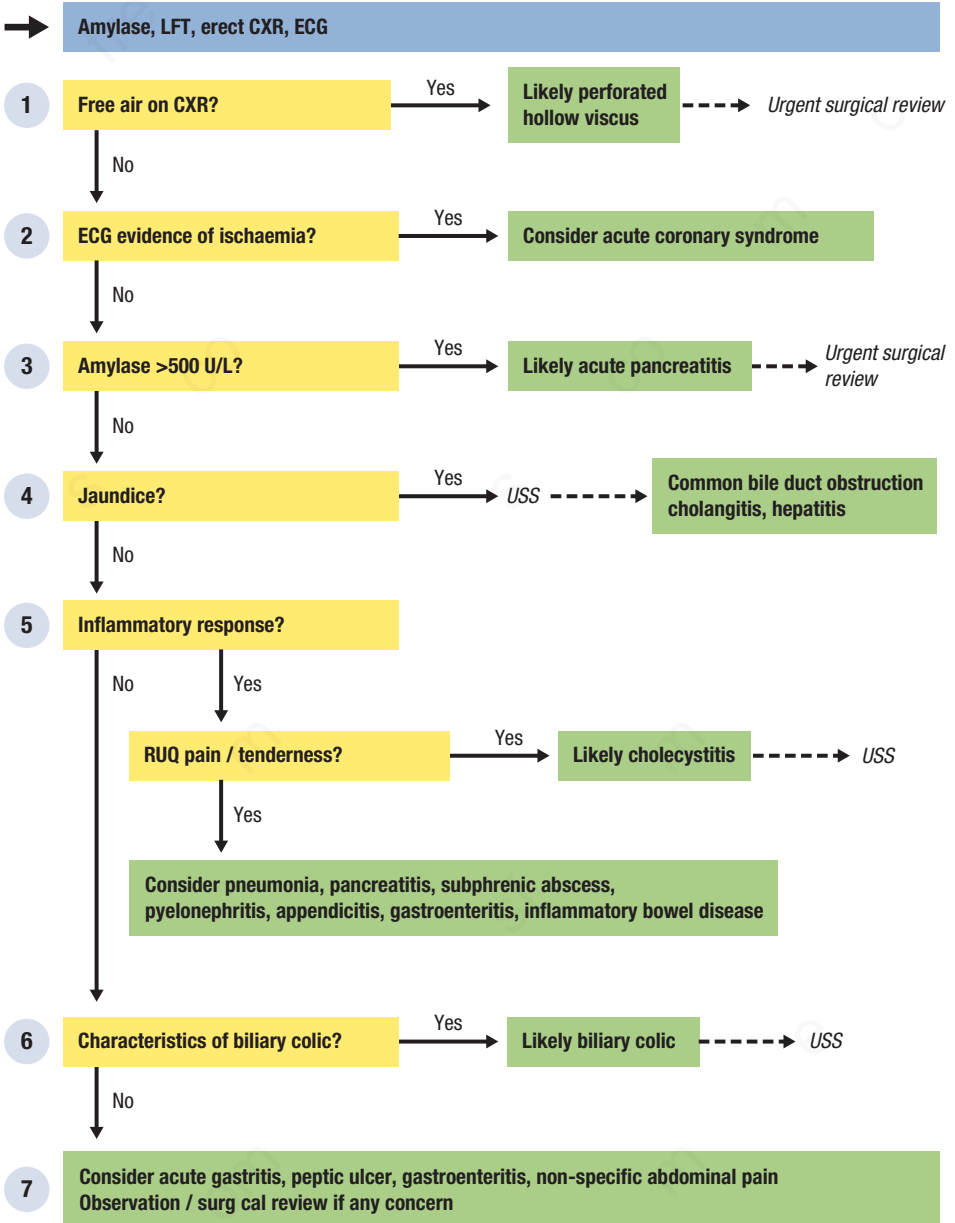 Amylase, LFT, erect CXR, ECG
1
Free air on CXR?
Yes
Likely perforated
hollow viscus
Urgent surgical review
No
2
ECG evidence of ischaemia?
Yes
Consider acute coronary syndrome
No
3
Amylase >500 U/L?
Yes
Likely acute pancreatitis
Urgent surgical
review
No
4
Jaundice?
Yes
USS
Common bile duct obstruction
cholangitis, hepatitis
No
5
Inflammatory response?
No
Yes
RUQ pain / tenderness?
Yes
Likely cholecystitis
USS
Yes
Consider pneumonia, pancreatitis, subphrenic abscess,
pyelonephritis, appendicitis, gastroenteritis, inflammatory bowel disease
6
Characteristics of biliary colic?
Yes
Likely biliary colic
USS
No
7
Consider acute gastritis, peptic ulcer, gastroenteritis, non-specific abdominal pain
Observation / surg cal review if any concern